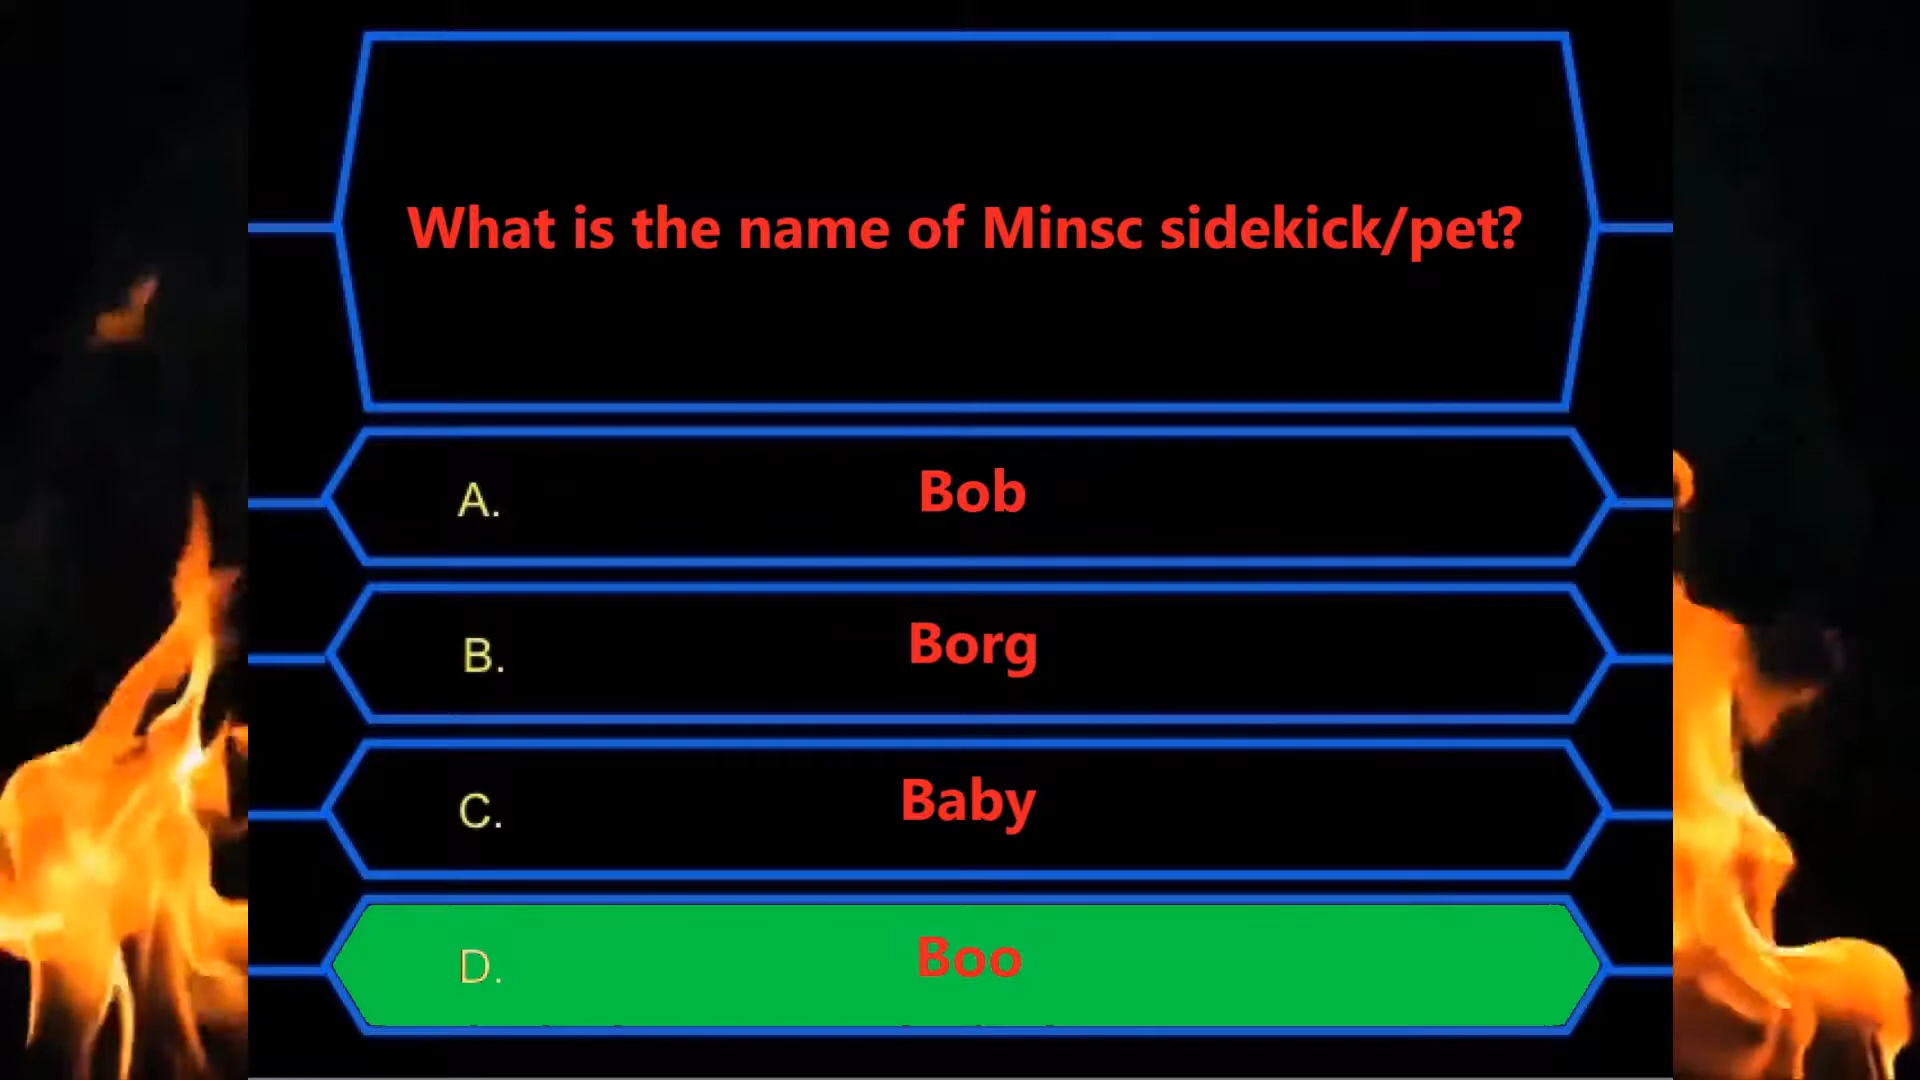 What is the name of Minsc sidekick/pet?
A. Bob
B. Borg
C. Baby
D. Boo